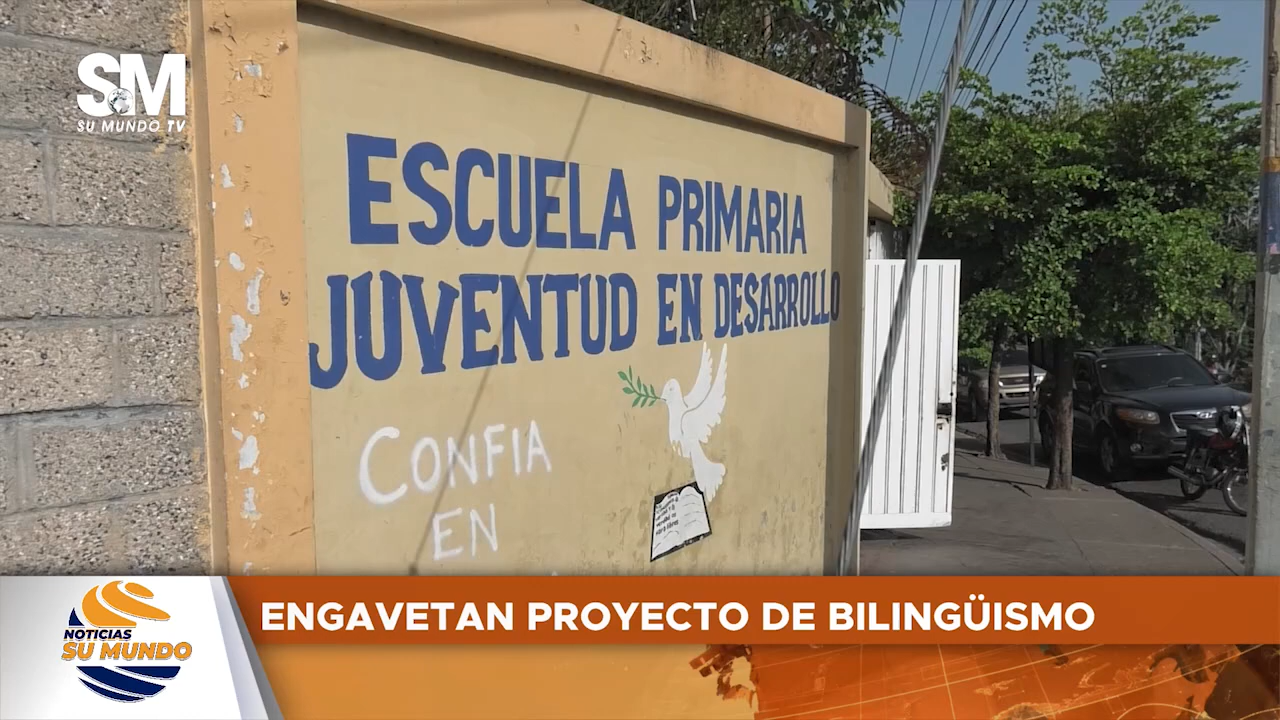 SM
SU MUNDO TV
ESCUELA PRIMARIA
JUVENTUD EN DESARROLLO
CONFIA
EN
NOTICIAS
SU MUNDO
ENGAVETAN PROYECTO DE BILINGÜISMO